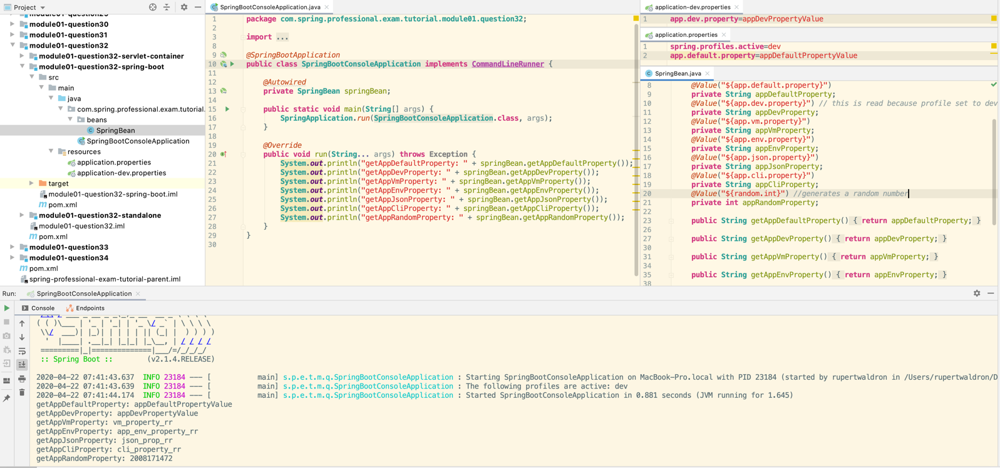 Project
module01-question30
module01-question31
module01-question32
module01-question32-servlet-container
module01-question32-spring-boot
src
main
java
com.spring.professional.exam.tutorial.
beans
SpringBean
SpringBootConsoleApplication
resources
application.properties
application-dev.properties
target
module01-question32-spring-boot.iml
pom.xml
module01-question32-standalone
module01-question32.iml
pom.xml
module01-question33
module01-question34
pom.xml
spring-professional-exam-tutorial-parent.iml
SpringBootConsoleApplication.java
1 package com.spring.professional.exam.tutorial.module01.question32;
2
3 import ...
8
9 @SpringBootApplication
10 public class SpringBootConsoleApplication implements CommandLineRunner {
11
12 @Autowired
13 private SpringBean springBean;
14
15 public static void main(String[] args) {
16 SpringApplication.run(SpringBootConsoleApplication.class, args);
17 }
18
19 @Override
20 public void run(String... args) throws Exception {
21 System.out.println("getAppDefaultProperty: " + springBean.getAppDefaultProperty());
22 System.out.println("getAppDevProperty: " + springBean.getAppDevProperty());
23 System.out.println("getAppVmProperty: " + springBean.getAppVmProperty());
24 System.out.println("getAppEnvProperty: " + springBean.getAppEnvProperty());
25 System.out.println("getAppJsonProperty: " + springBean.getAppJsonProperty());
26 System.out.println("getAppCliProperty: " + springBean.getAppCliProperty());
27 System.out.println("getAppRandomProperty: " + springBean.getAppRandomProperty());
28 }
29 }
30
application-dev.properties
1 app.dev.property=appDevPropertyValue
application.properties
1 spring.profiles.active=dev
2 app.default.property=appDefaultPropertyValue
SpringBean.java
8 @Value("${app.default.property}")
9 private String appDefaultProperty;
10 @Value("${app.dev.property}") // this is read because profile set to dev
11 private String appDevProperty;
12 @Value("${app.vm.property}")
13 private String appVmProperty;
14 @Value("${app.env.property}")
15 private String appEnvProperty;
16 @Value("${app.json.property}")
17 private String appJsonProperty;
18 @Value("${app.cli.property}")
19 private String appCliProperty;
20 @Value("${random.int}") //generates a random number
21 private int appRandomProperty;
22
23 public String getAppDefaultProperty() { return appDefaultProperty; }
26
27 public String getAppDevProperty() { return appDevProperty; }
30
31 public String getAppVmProperty() { return appVmProperty; }
34
35 public String getAppEnvProperty() { return appEnvProperty; }
38
Run: SpringBootConsoleApplication
Console Endpoints
:: Spring Boot :: (v2.1.4.RELEASE)
2020-04-22 07:41:43.637 INFO 23184 --- [ main] s.p.e.t.m.q.SpringBootConsoleApplication : Starting SpringBootConsoleApplication on MacBook-Pro.local with PID 23184 (started by rupertwaldron in /Users/rupertwaldron/D
2020-04-22 07:41:43.639 INFO 23184 --- [ main] s.p.e.t.m.q.SpringBootConsoleApplication : The following profiles are active: dev
2020-04-22 07:41:44.174 INFO 23184 --- [ main] s.p.e.t.m.q.SpringBootConsoleApplication : Started SpringBootConsoleApplication in 0.881 seconds (JVM running for 1.645)
getAppDefaultProperty: appDefaultPropertyValue
getAppDevProperty: appDevPropertyValue
getAppVmProperty: vm_property_rr
getAppEnvProperty: app_env_property_rr
getAppJsonProperty: json_prop_rr
getAppCliProperty: cli_property_rr
getAppRandomProperty: 2008171472